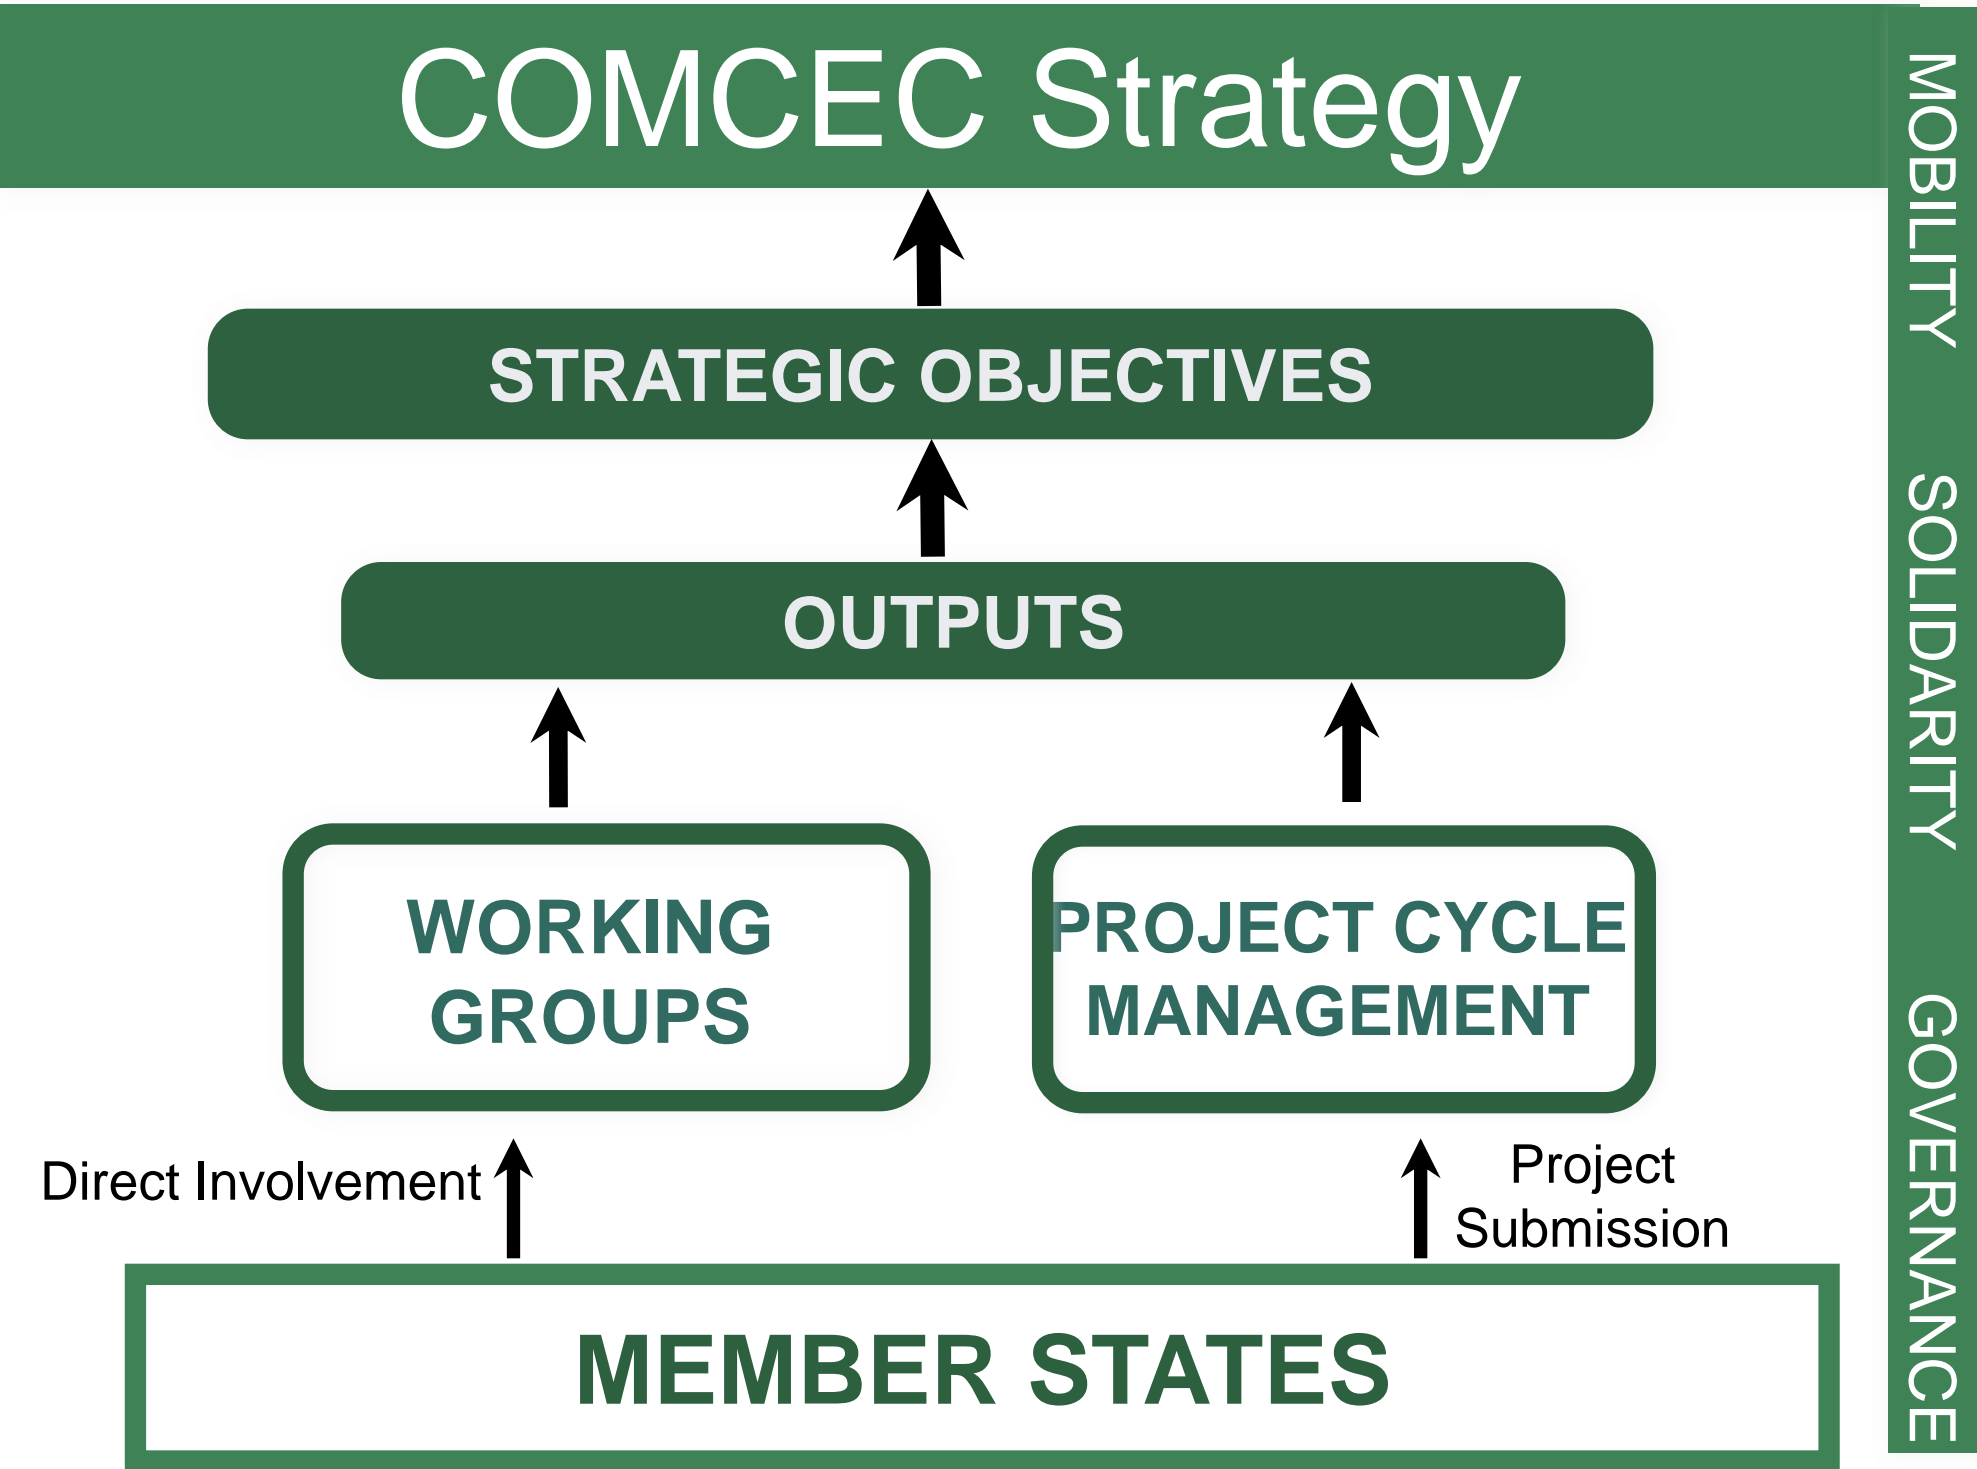 COMCEC Strategy
STRATEGIC OBJECTIVES
OUTPUTS
WORKING
GROUPS
PROJECT CYCLE
MANAGEMENT
Direct Involvement
Project
Submission
MEMBER STATES
MOBILITY SOLIDARITY GOVERNANCE